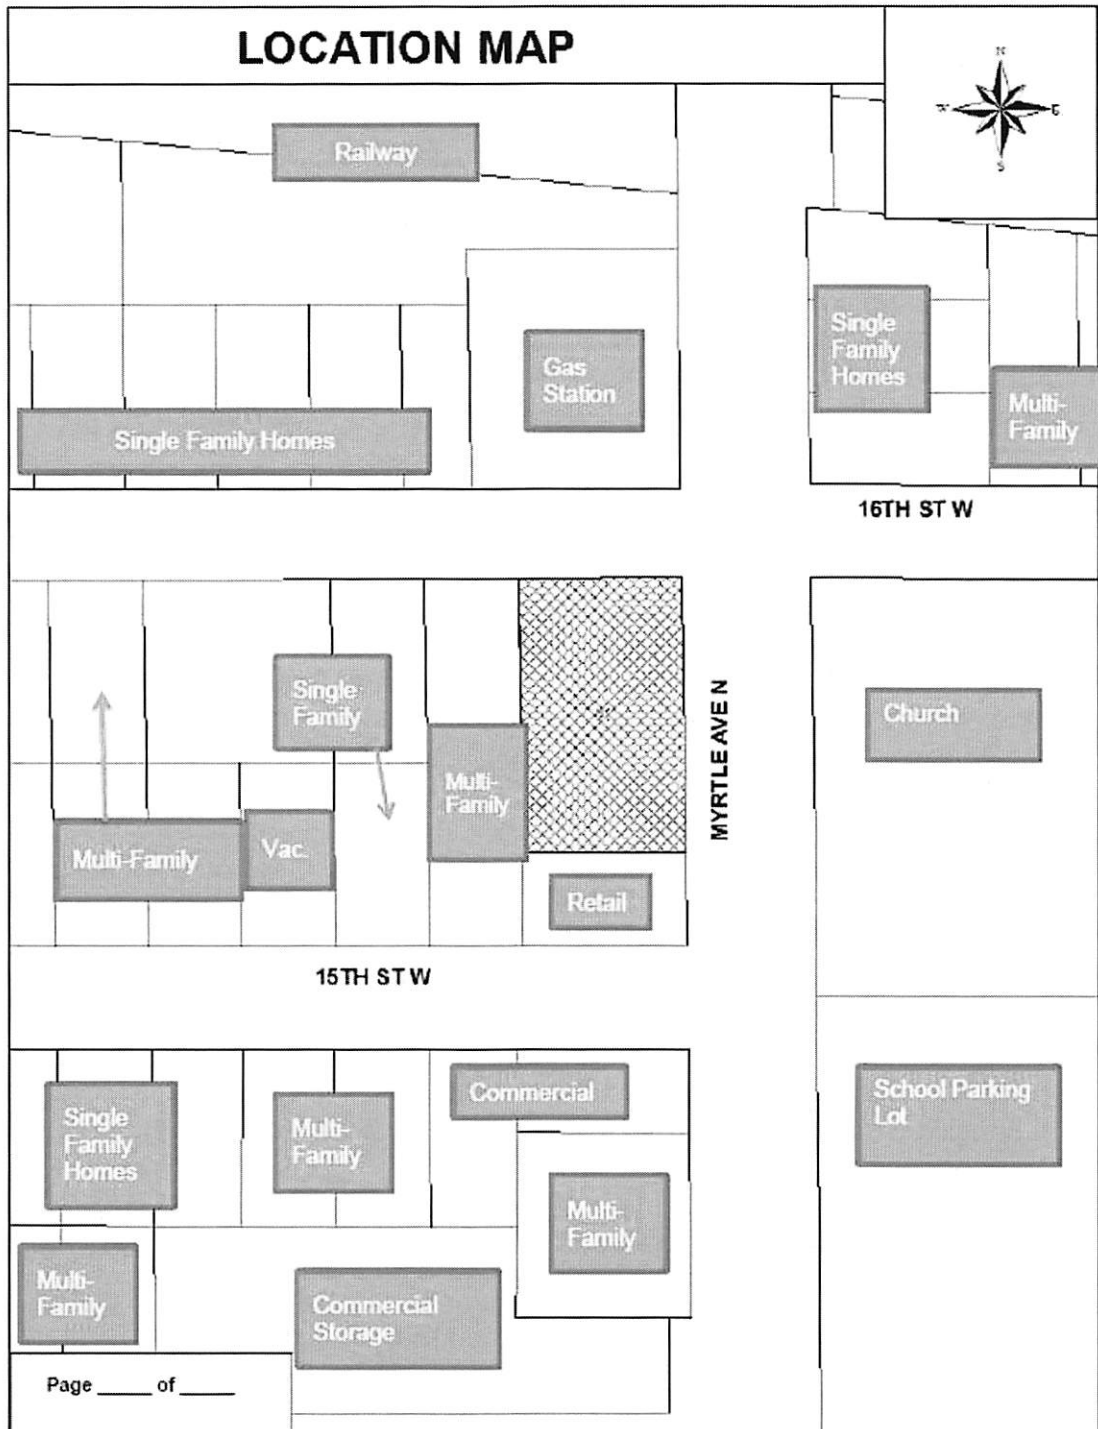 LOCATION MAP
N
W
E
S
Railway
Single
Family
Homes
Gas
Station
Multi-
Family
Single Family Homes
16TH ST W
Single
Family
Church
MYRTLE AVE N
Multi-
Family
Multi-Family
Vac.
Retail
15TH ST W
Commercial
School Parking
Lot
Single
Family
Homes
Multi-
Family
Multi-
Family
Multi-
Family
Commercial
Storage
Page _____ of _____